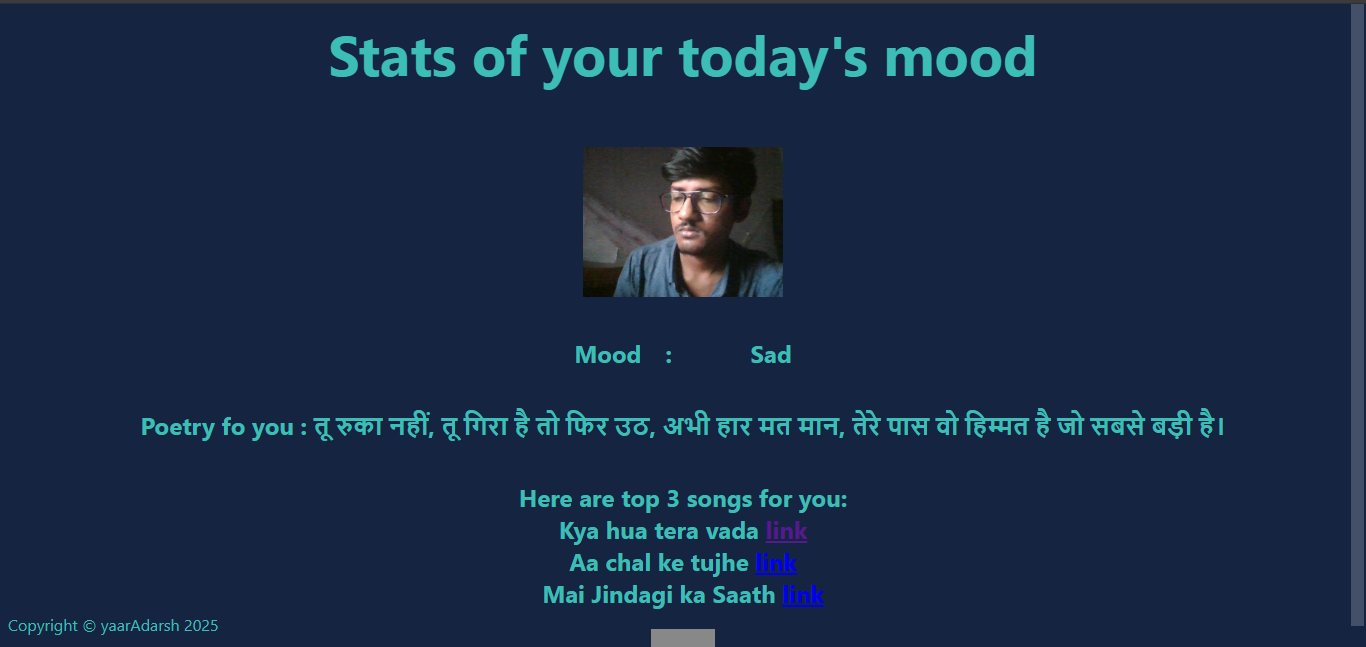 Stats of your today's mood
Mood : Sad
Poetry fo you : तू रुका नहीं, तू गिरा है तो फिर उठ, अभी हार मत मान, तेरे पास वो हिम्मत है जो सबसे बड़ी है।
Here are top 3 songs for you:
Kya hua tera vada link
Aa chal ke tujhe link
Mai Jindagi ka Saath link
Copyright © yaarAdarsh 2025